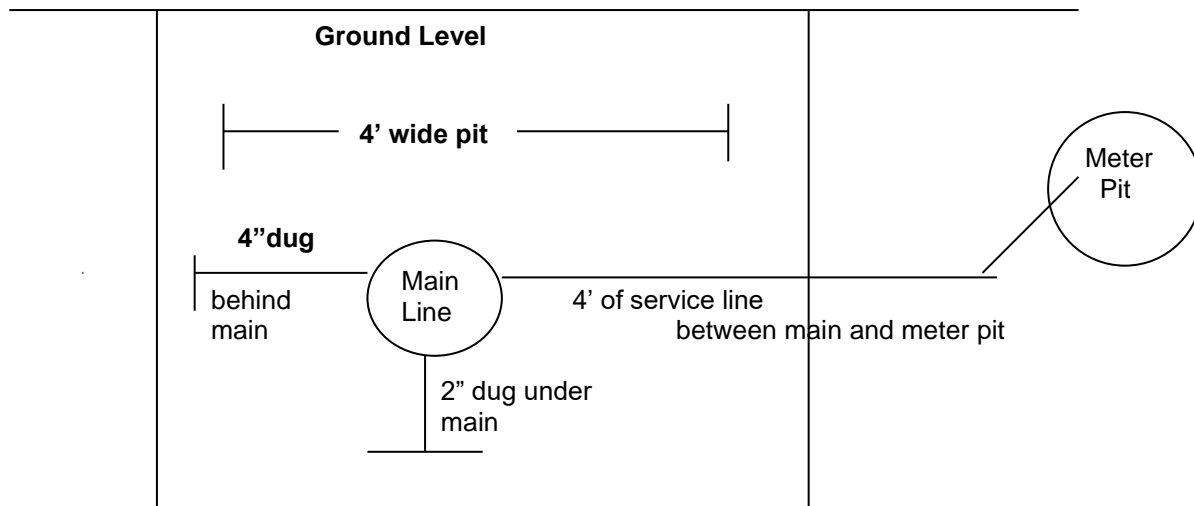 Ground Level
4’ wide pit
Meter
Pit
4”dug
behind
main
Main
Line
4’ of service line
between main and meter pit
2” dug under
main